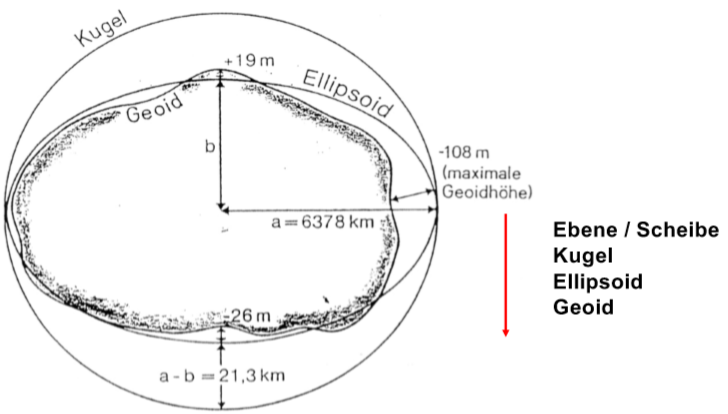 Kugel
+19 m
Ellipsoid
Geoid
b
-108 m
(maximale
Geoidhöhe)
a = 6378 km
Ebene / Scheibe
Kugel
Ellipsoid
Geoid
-26 m
a - b = 21,3 km